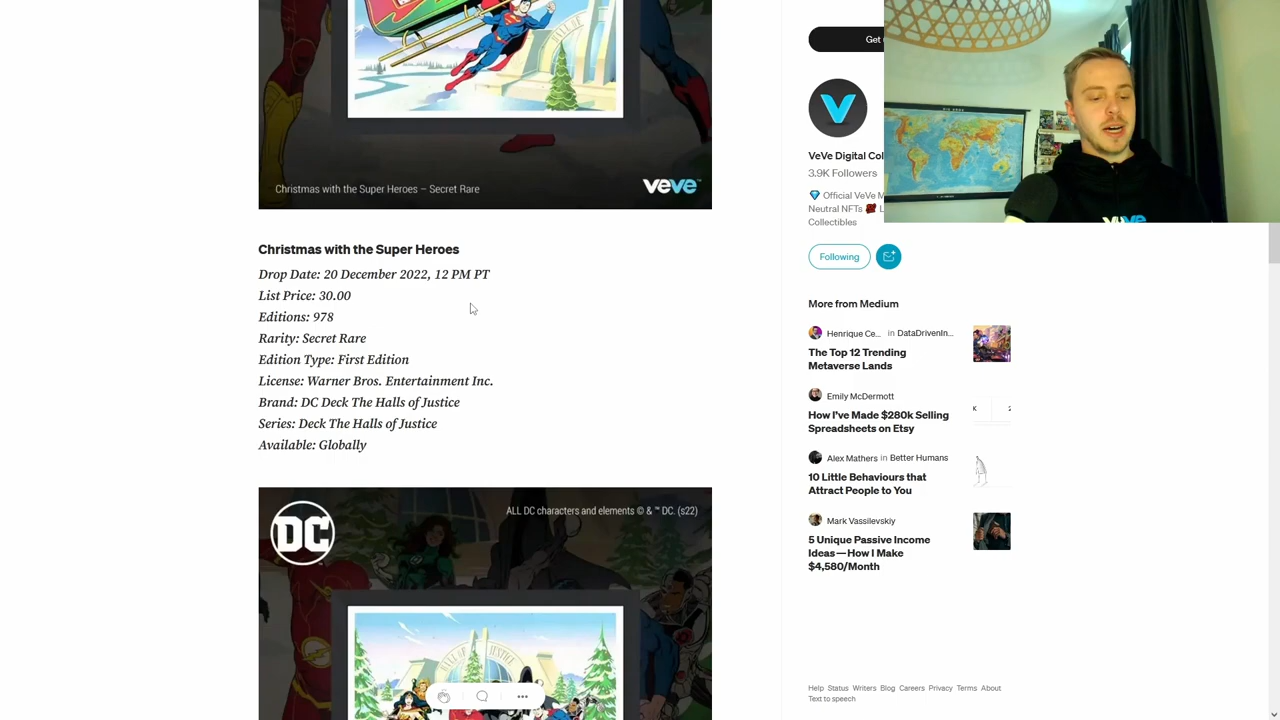 Christmas with the Super Heroes – Secret Rare
veve
Christmas with the Super Heroes
Drop Date: 20 December 2022, 12 PM PT
List Price: 30.00
Editions: 978
Rarity: Secret Rare
Edition Type: First Edition
License: Warner Bros. Entertainment Inc.
Brand: DC Deck The Halls of Justice
Series: Deck The Halls of Justice
Available: Globally
DC
ALL DC characters and elements © & ™ DC. (s22)
HALL OF JUSTICE
Get
VeVe Digital Col
3.9K Followers
Official VeVe M
Neutral NFTs
Collectibles
Following
More from Medium
Henrique Ce... in DataDrivenIn...
The Top 12 Trending
Metaverse Lands
Emily McDermott
How I've Made $280k Selling
Spreadsheets on Etsy
Alex Mathers in Better Humans
10 Little Behaviours that
Attract People to You
Mark Vassilevskiy
5 Unique Passive Income
Ideas — How I Make
$4,580/Month
Help Status Writers Blog Careers Privacy Terms About
Text to speech